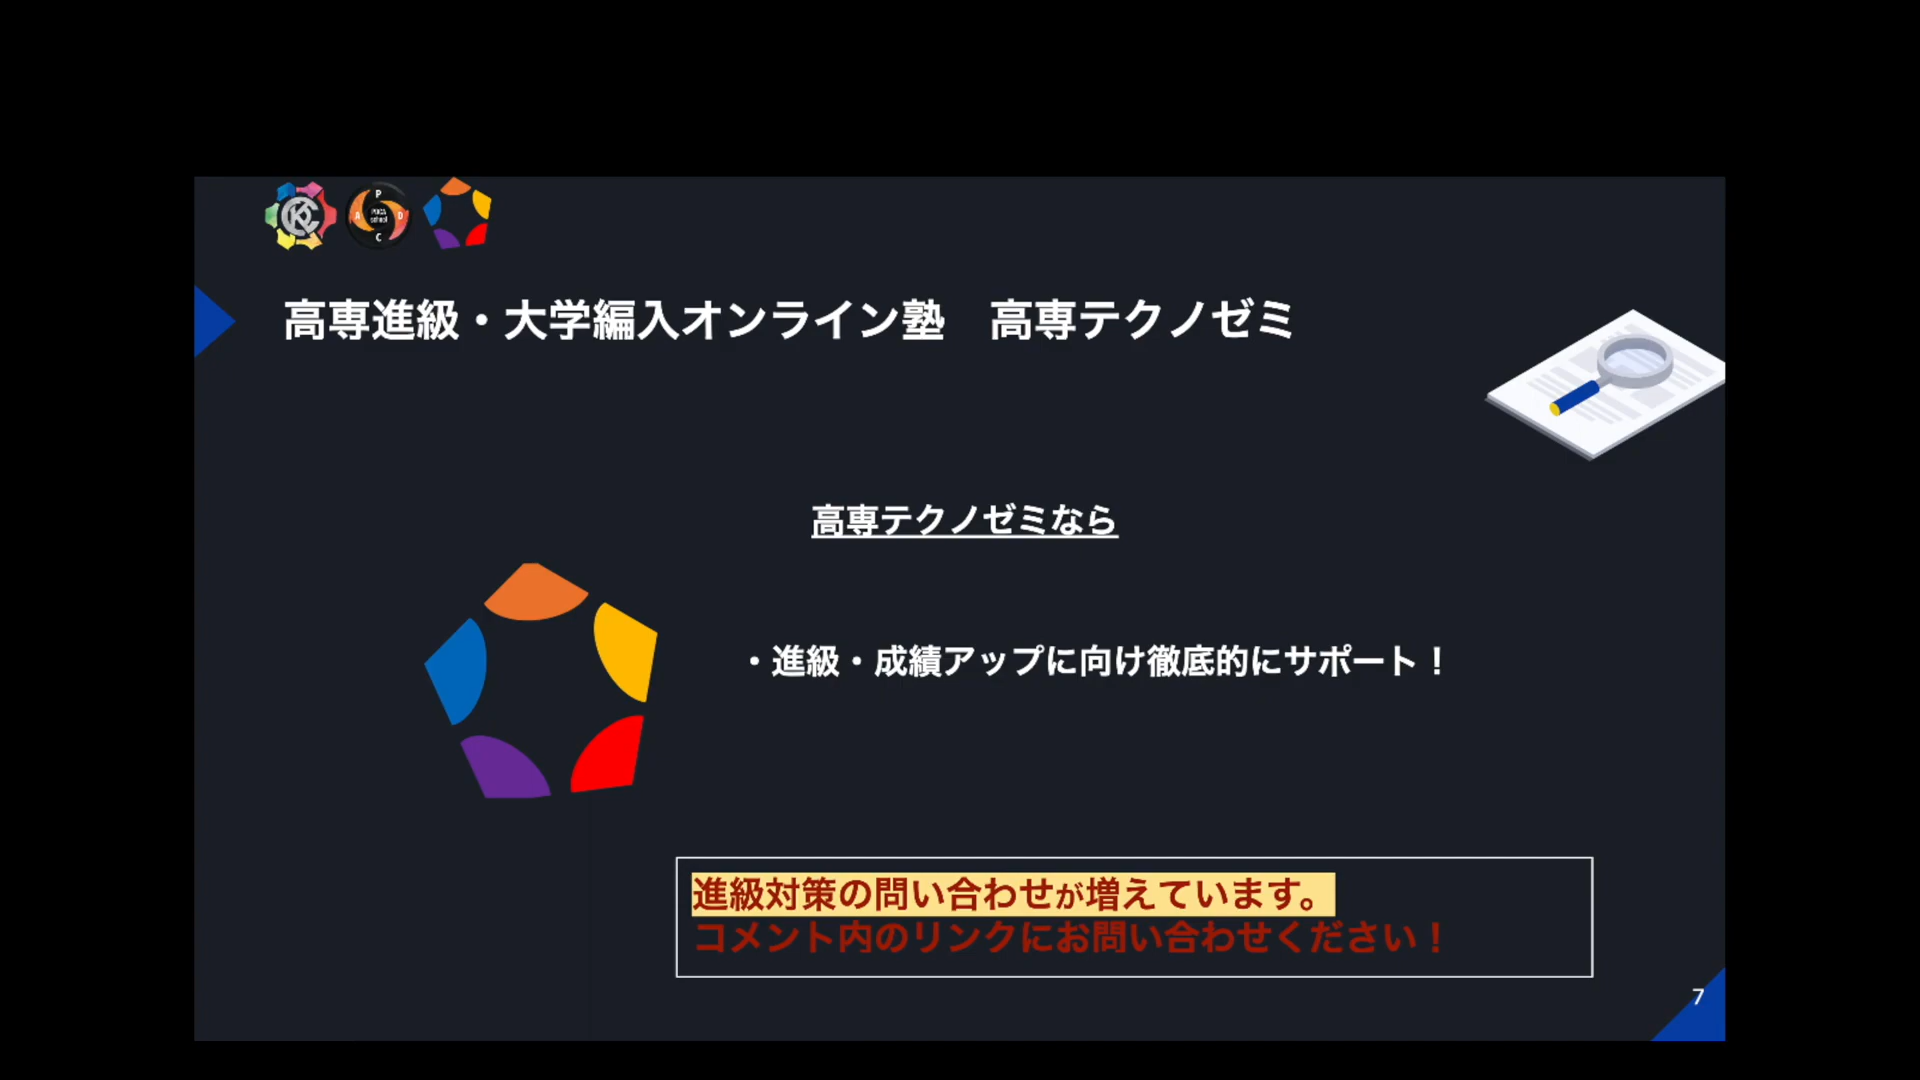 P
A
PDCA
school
D
C
高専進級・大学編入オンライン塾　高専テクノゼミ
高専テクノゼミなら
・進級・成績アップに向け徹底的にサポート！
進級対策の問い合わせが増えています。
コメント内のリンクにお問い合わせください！
7